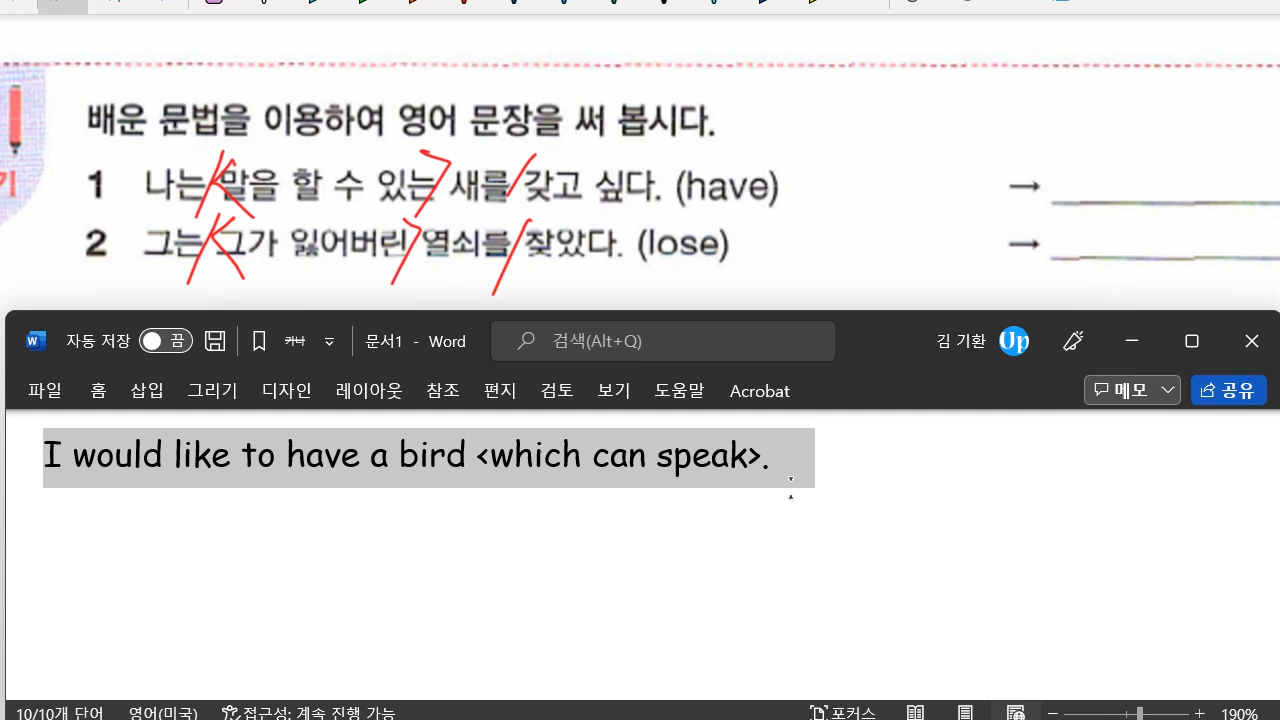 배운 문법을 이용하여 영어 문장을 써 봅시다.
기
1 나는 말을 할 수 있는 새를 갖고 싶다. (have) → 
2 그는 그가 잃어버린 열쇠를 찾았다. (lose) → 
자동 저장 끔 가나 문서1 - Word 검색(Alt+Q) 김 기환 Up
파일 홈 삽입 그리기 디자인 레이아웃 참조 편지 검토 보기 도움말 Acrobat 메모 공유
I would like to have a bird <which can speak>.
10/10개 단어 영어(미국) 접근성: 계속 진행 가능 포커스 190%